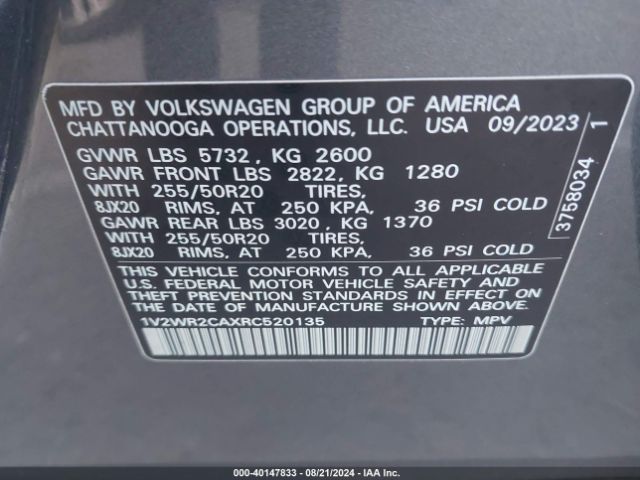 MFD BY VOLKSWAGEN GROUP OF AMERICA
CHATTANOOGA OPERATIONS, LLC. USA 09/2023
GVWR LBS 5732, KG 2600
GAWR FRONT LBS 2822, KG 1280
WITH 255/50R20 TIRES,
8JX20 RIMS, AT 250 KPA, 36 PSI COLD
GAWR REAR LBS 3020, KG 1370
WITH 255/50R20 TIRES,
8JX20 RIMS, AT 250 KPA, 36 PSI COLD
THIS VEHICLE CONFORMS TO ALL APPLICABLE
U.S. FEDERAL MOTOR VEHICLE SAFETY AND
THEFT PREVENTION STANDARDS IN EFFECT ON
THE DATE OF MANUFACTURE SHOWN ABOVE.
1V2WR2CAXRC520135 TYPE: MPV
3758034 1
000-40147833 - 08/21/2024 - IAAI.COM